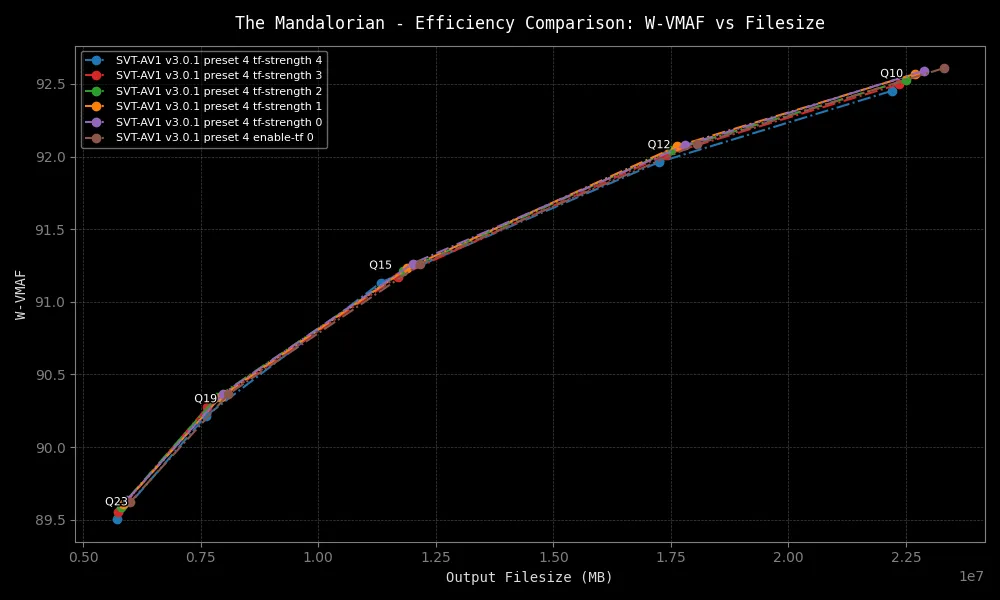 The Mandalorian - Efficiency Comparison: W-VMAF vs Filesize
SVT-AV1 v3.0.1 preset 4 tf-strength 4
SVT-AV1 v3.0.1 preset 4 tf-strength 3
SVT-AV1 v3.0.1 preset 4 tf-strength 2
SVT-AV1 v3.0.1 preset 4 tf-strength 1
SVT-AV1 v3.0.1 preset 4 tf-strength 0
SVT-AV1 v3.0.1 preset 4 enable-tf 0
Q10
Q12
Q15
Q19
Q23
W-VMAF
92.5
92.0
91.5
91.0
90.5
90.0
89.5
0.50 0.75 1.00 1.25 1.50 1.75 2.00 2.25
1e7
Output Filesize (MB)